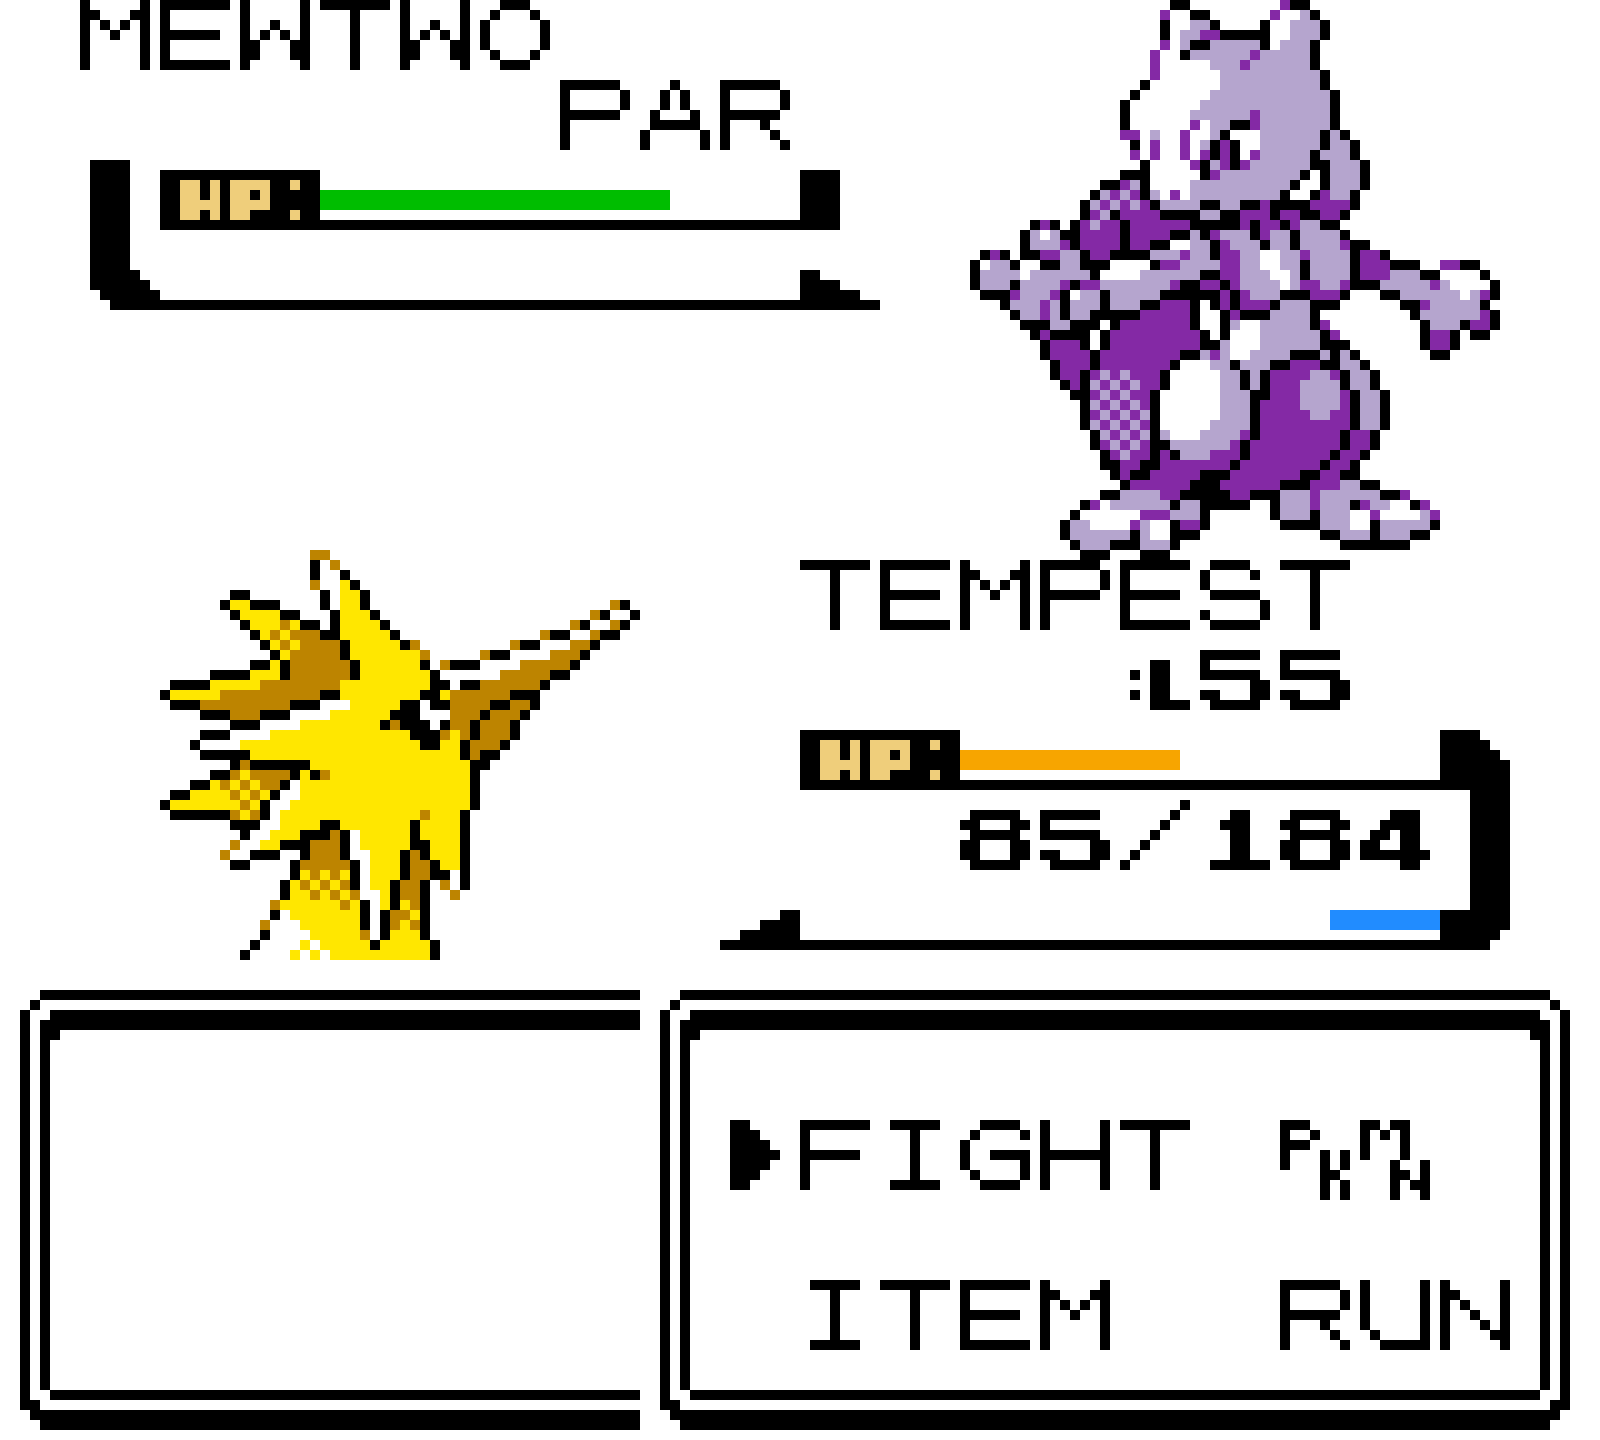 MEWTWO
PAR
HP:
TEMPEST
:L55
HP:
85/184
FIGHT PKMN
ITEM RUN